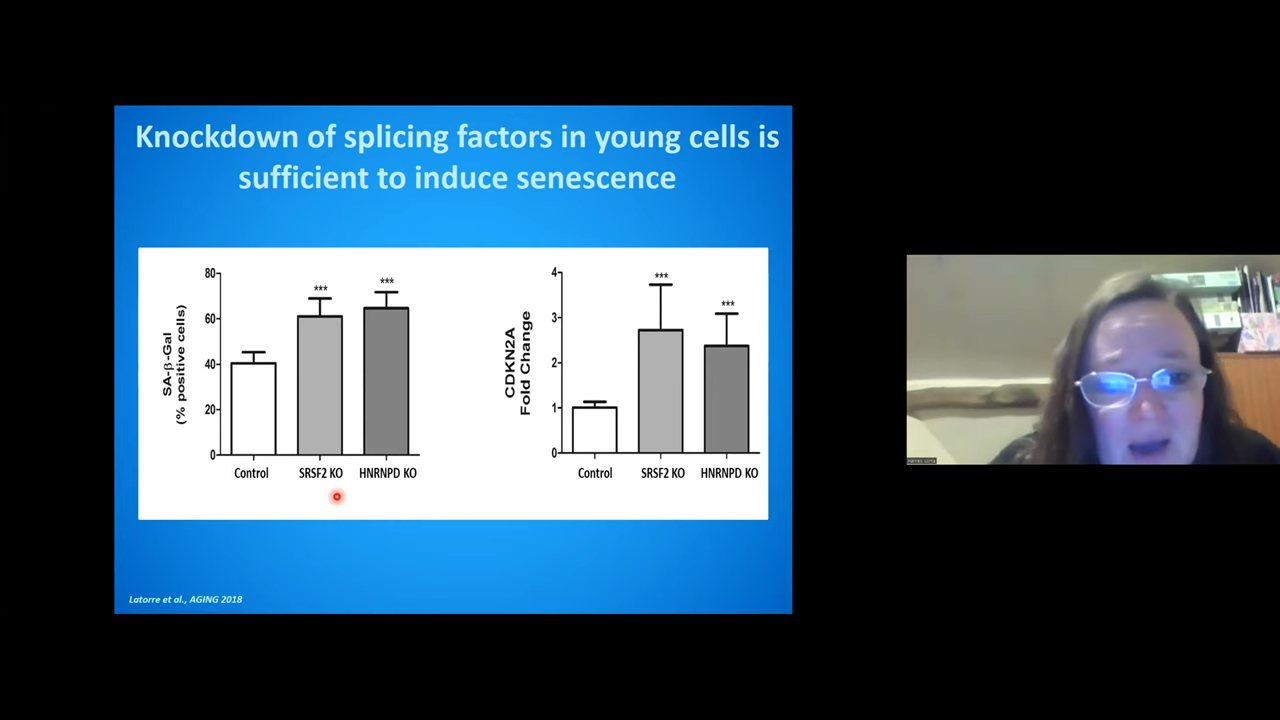 Knockdown of splicing factors in young cells is
sufficient to induce senescence
SA-β-Gal
(% positive cells)
80
60
40
20
0
***
***
Control
SRSF2 KO
HNRNPD KO
CDKN2A
Fold Change
4
3
2
1
0
***
***
Control
SRSF2 KO
HNRNPD KO
Latorre et al., AGING 2018